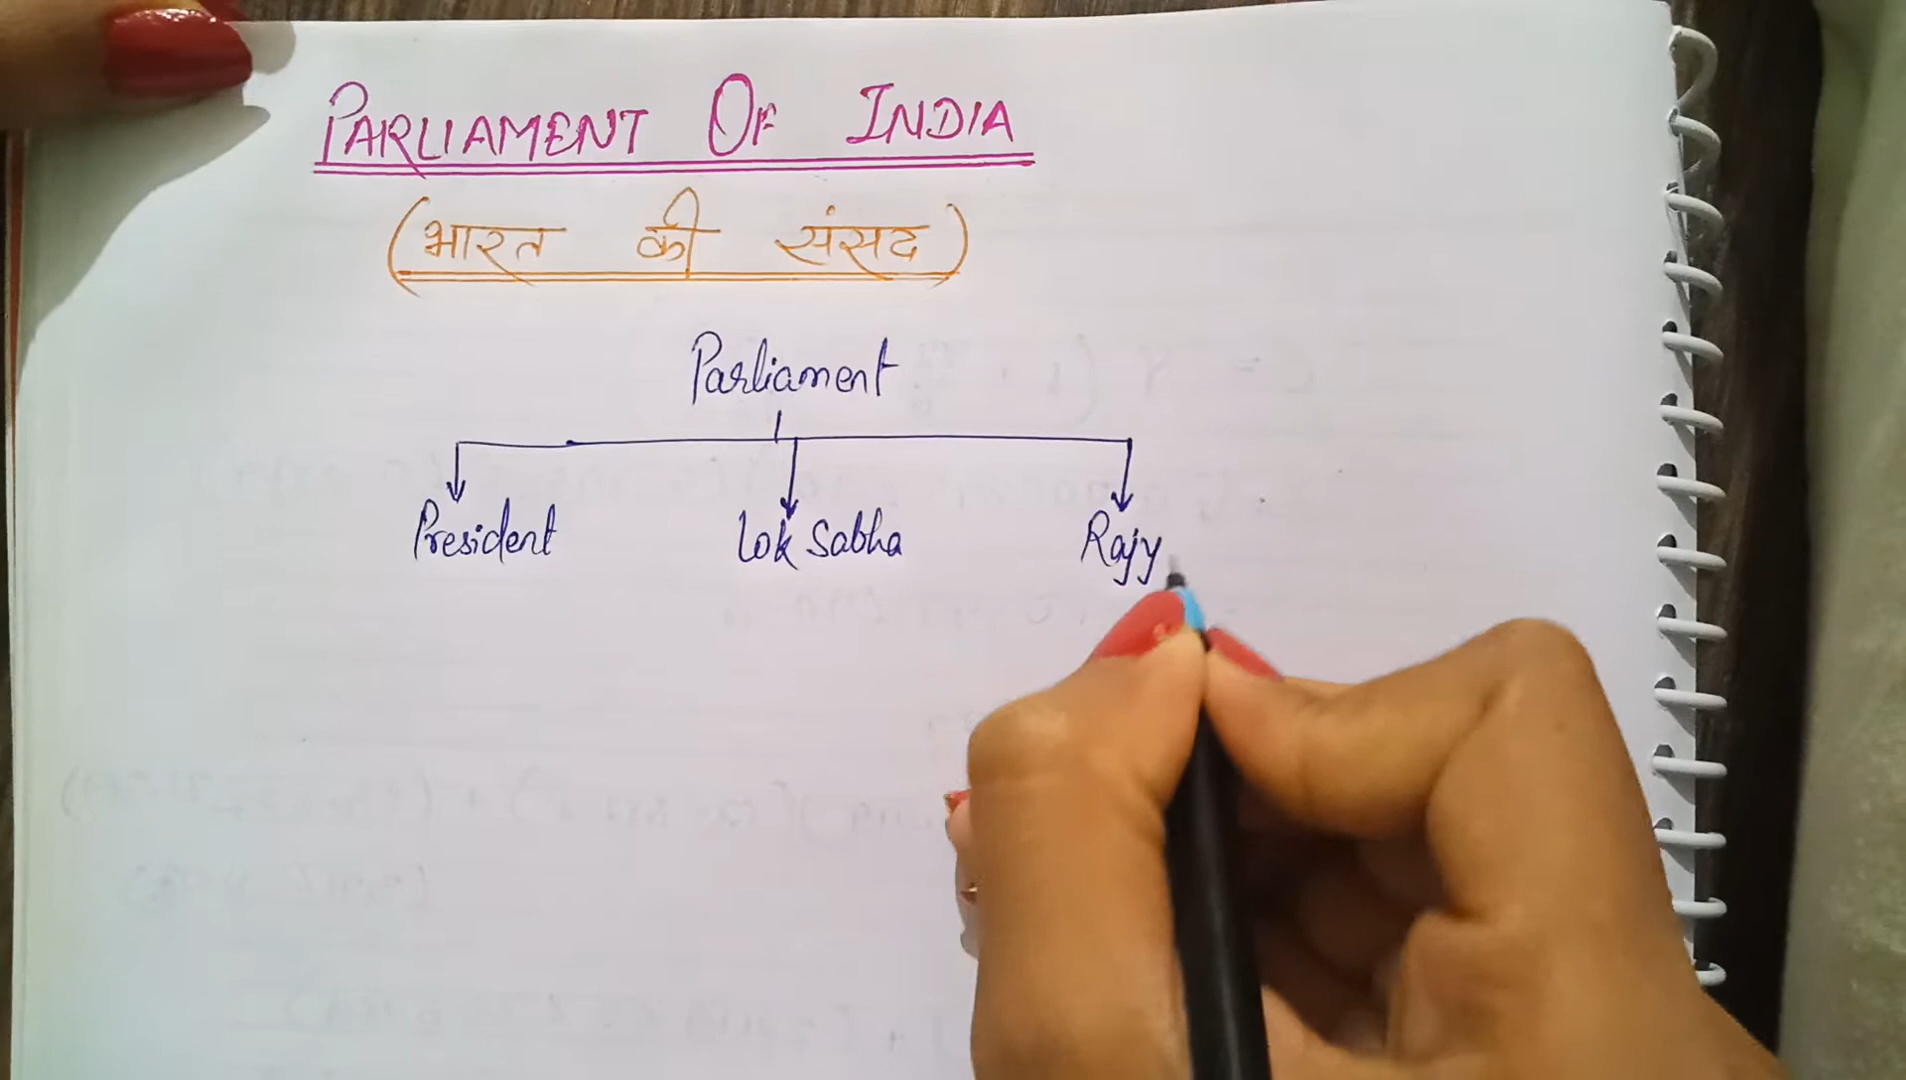 PARLIAMENT OF INDIA
(भारत की संसद)
Parliament
President Lok Sabha Rajy